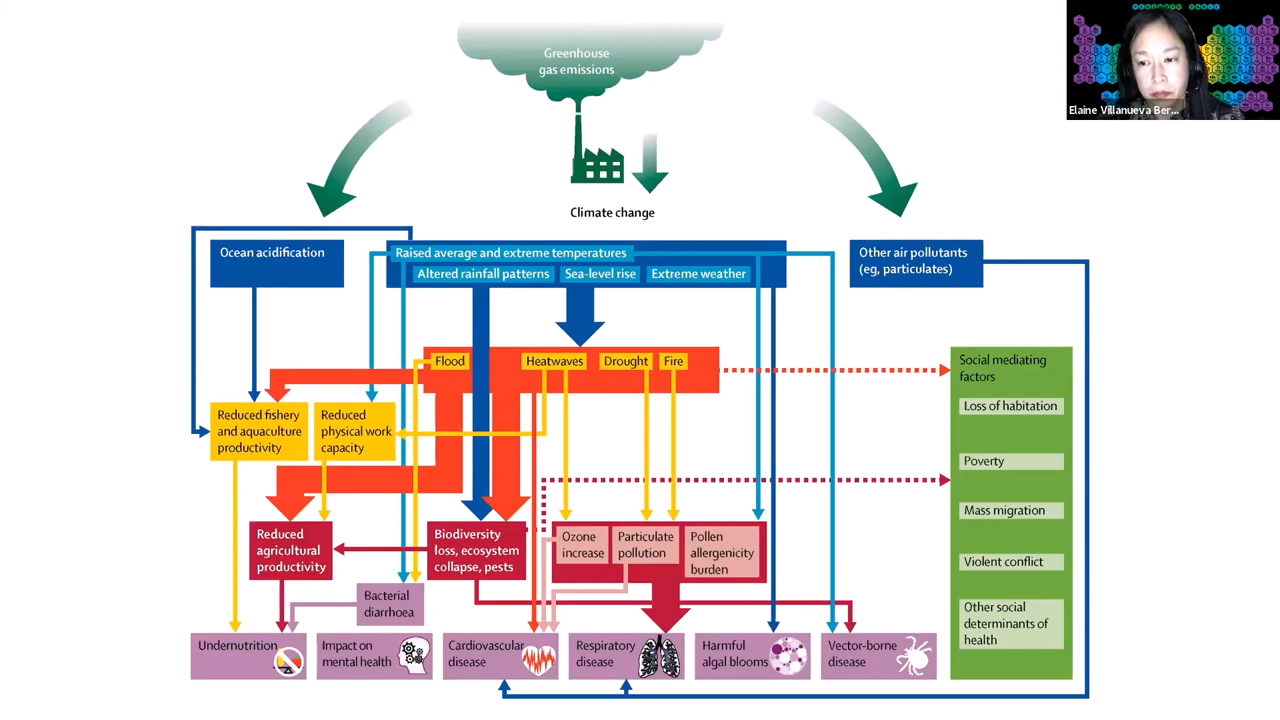 Greenhouse
gas emissions
Elaine Villanueva Ber...
Climate change
Ocean acidification
Raised average and extreme temperatures
Altered rainfall patterns
Sea-level rise
Extreme weather
Other air pollutants
(eg, particulates)
Flood
Heatwaves
Drought
Fire
Social mediating
factors
Loss of habitation
Poverty
Mass migration
Violent conflict
Other social
determinants of
health
Reduced fishery
and aquaculture
productivity
Reduced
physical work
capacity
Reduced
agricultural
productivity
Biodiversity
loss, ecosystem
collapse, pests
Ozone
increase
Particulate
pollution
Pollen
allergenicity
burden
Bacterial
diarrhoea
Undernutrition
Impact on
mental health
Cardiovascular
disease
Respiratory
disease
Harmful
algal blooms
Vector-borne
disease